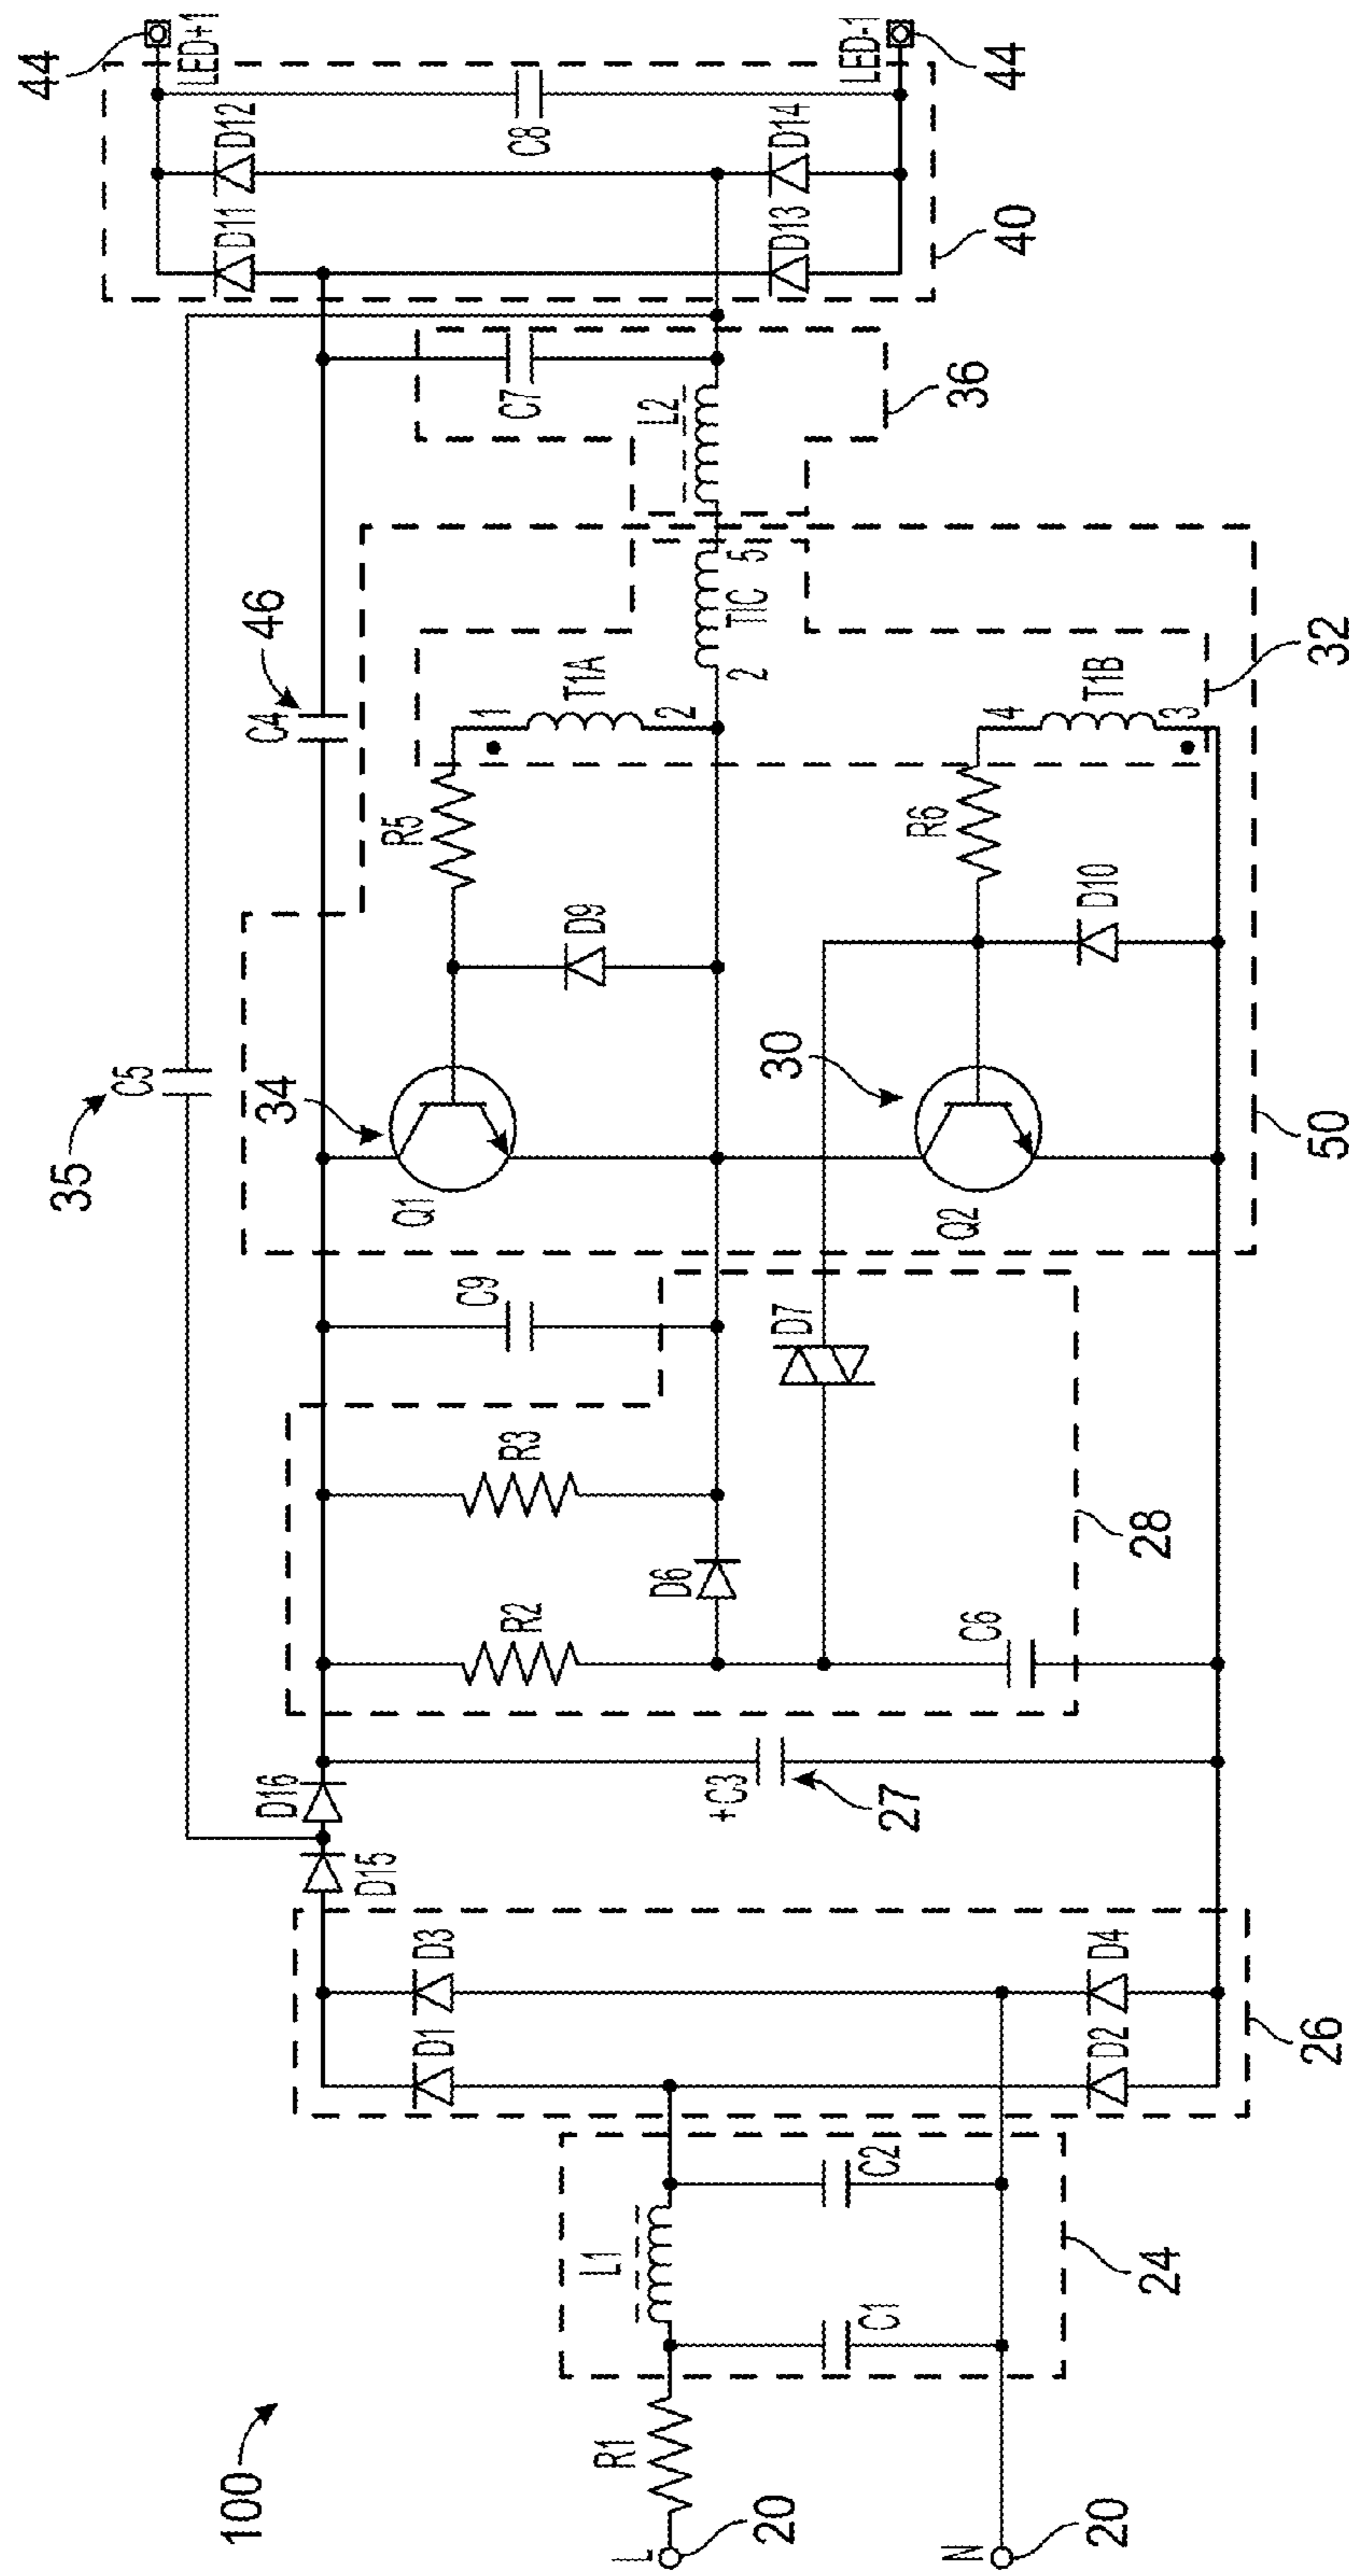 100
20
L
R1
20
N
24
L1
C1
C2
26
D1
D3
D2
D4
D15
D16
35
C5
+C3
27
28
R2
R3
D6
C6
D7
C9
50
34
Q1
30
Q2
D9
D10
R5
R6
32
1
T1A
2
4
T1B
3
2
TIC
5
C4
46
36
L2
C7
40
D11
D12
D13
D14
C8
LED+1
44
LED-1
44